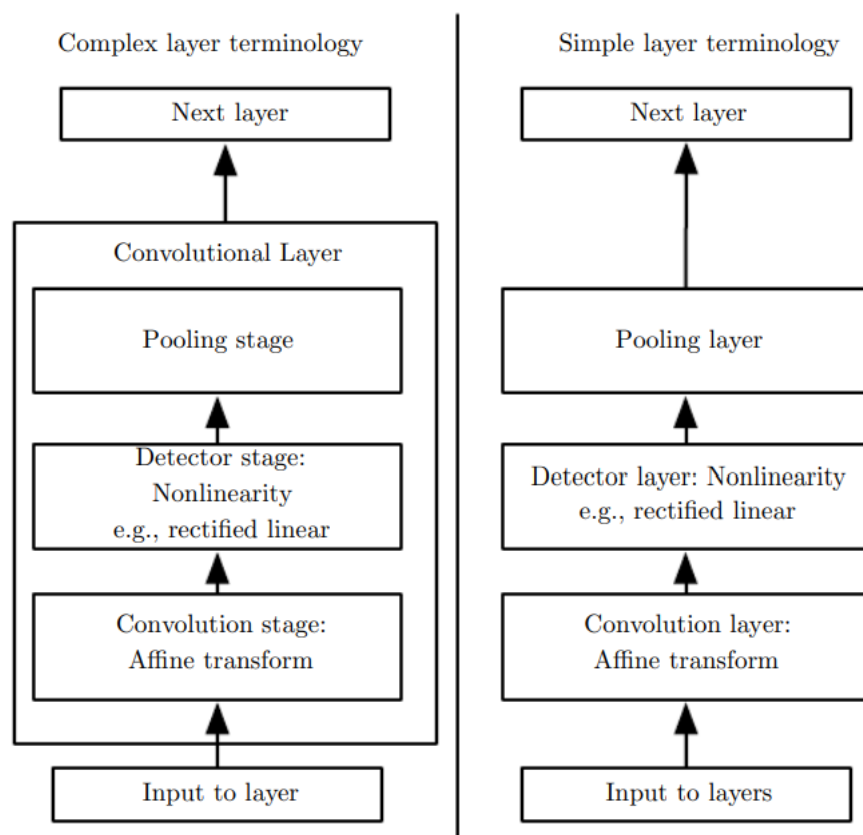 Complex layer terminology
Next layer
Convolutional Layer
Pooling stage
Detector stage:
Nonlinearity
e.g., rectified linear
Convolution stage:
Affine transform
Input to layer
Simple layer terminology
Next layer
Pooling layer
Detector layer: Nonlinearity
e.g., rectified linear
Convolution layer:
Affine transform
Input to layers